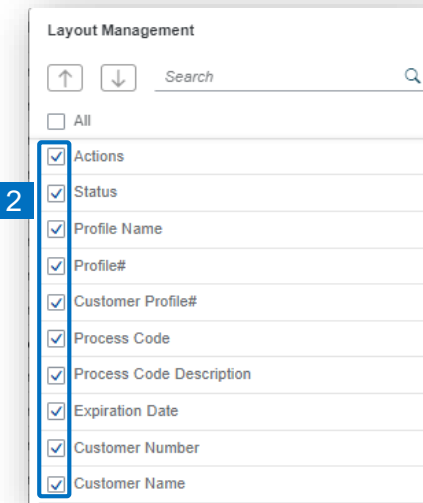 Layout Management
Search
All
Actions
2
Status
Profile Name
Profile#
Customer Profile#
Process Code
Process Code Description
Expiration Date
Customer Number
Customer Name